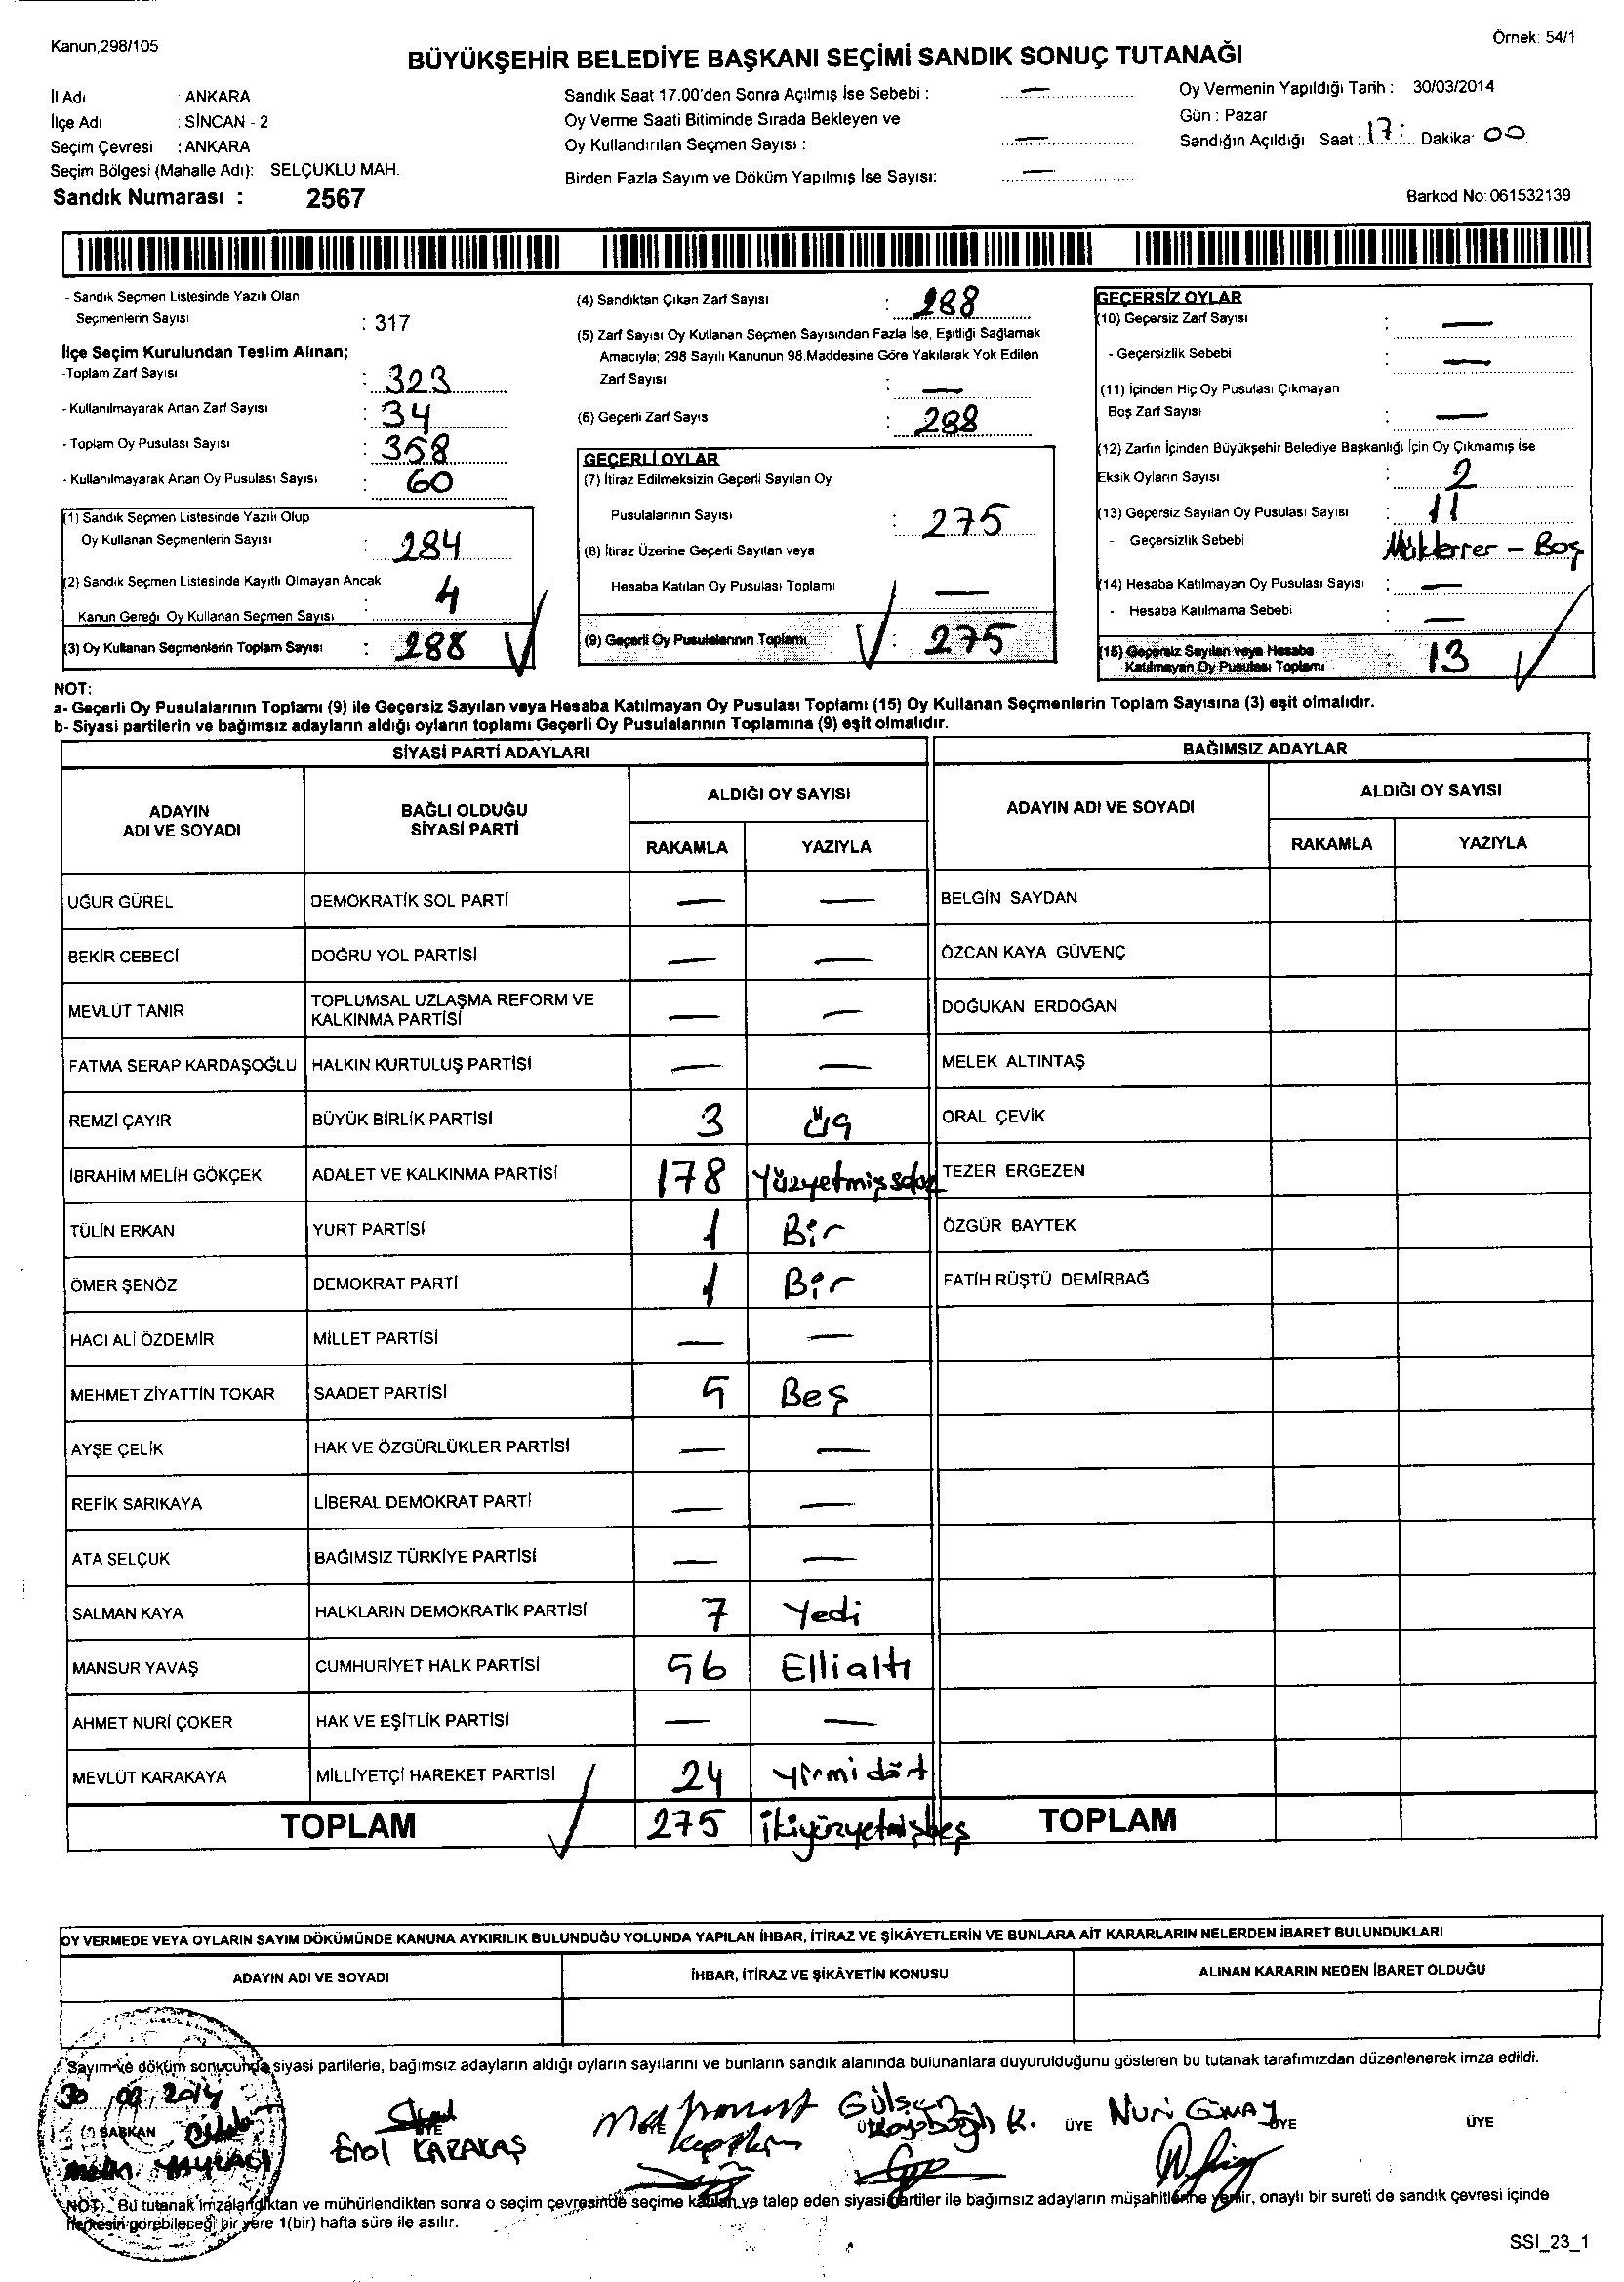 Kanun,298/105
Örnek: 54/1
BÜYÜKŞEHİR BELEDİYE BAŞKANI SEÇİMİ SANDIK SONUÇ TUTANAĞI
İl Adı : ANKARA
İlçe Adı : SİNCAN - 2
Seçim Çevresi : ANKARA
Seçim Bölgesi (Mahalle Adı): SELÇUKLU MAH.
Sandık Numarası : 2567
Sandık Saat 17.00'den Sonra Açılmış İse Sebebi : —
Oy Verme Saati Bitiminde Sırada Bekleyen ve
Oy Kullandırılan Seçmen Sayısı : —
Birden Fazla Sayım ve Döküm Yapılmış İse Sayısı: —
Oy Vermenin Yapıldığı Tarih : 30/03/2014
Gün : Pazar
Sandığın Açıldığı Saat : 17: Dakika: 00
Barkod No: 061532139
- Sandık Seçmen Listesinde Yazılı Olan
Seçmenlerin Sayısı : 317
İlçe Seçim Kurulundan Teslim Alınan;
-Toplam Zarf Sayısı : 323
- Kullanılmayarak Artan Zarf Sayısı : 34
- Toplam Oy Pusulası Sayısı : 358
- Kullanılmayarak Artan Oy Pusulası Sayısı : 60
(1) Sandık Seçmen Listesinde Yazılı Olup
Oy Kullanan Seçmenlerin Sayısı : 284
(2) Sandık Seçmen Listesinde Kayıtlı Olmayan Ancak
Kanun Gereği Oy Kullanan Seçmen Sayısı : 4
(3) Oy Kullanan Seçmenlerin Toplam Sayısı : 288
(4) Sandıktan Çıkan Zarf Sayısı : 288
(5) Zarf Sayısı Oy Kullanan Seçmen Sayısından Fazla İse, Eşitliği Sağlamak
Amacıyla; 298 Sayılı Kanunun 98.Maddesine Göre Yakılarak Yok Edilen
Zarf Sayısı : —
(6) Geçerli Zarf Sayısı : 288
GEÇERLİ OYLAR
(7) İtiraz Edilmeksizin Geçerli Sayılan Oy
Pusulalarının Sayısı : 275
(8) İtiraz Üzerine Geçerli Sayılan veya
Hesaba Katılan Oy Pusulası Toplamı —
(9) Geçerli Oy Pusulalarının Toplamı : 275
GEÇERSİZ OYLAR
(10) Geçersiz Zarf Sayısı : —
- Geçersizlik Sebebi : —
(11) İçinden Hiç Oy Pusulası Çıkmayan
Boş Zarf Sayısı : —
(12) Zarfın İçinden Büyükşehir Belediye Başkanlığı İçin Oy Çıkmamış İse
Eksik Oyların Sayısı : 2
(13) Geçersiz Sayılan Oy Pusulası Sayısı : 11
- Geçersizlik Sebebi Mükerrer - Boş
(14) Hesaba Katılmayan Oy Pusulası Sayısı : —
- Hesaba Katılmama Sebebi : —
(15) Geçersiz Sayılan veya Hesaba
Katılmayan Oy Pusulası Toplamı 13
NOT:
a- Geçerli Oy Pusulalarının Toplamı (9) ile Geçersiz Sayılan veya Hesaba Katılmayan Oy Pusulası Toplamı (15) Oy Kullanan Seçmenlerin Toplam Sayısına (3) eşit olmalıdır.
b- Siyasi partilerin ve bağımsız adayların aldığı oyların toplamı Geçerli Oy Pusulalarının Toplamına (9) eşit olmalıdır.
SİYASİ PARTİ ADAYLARI
BAĞIMSIZ ADAYLAR
ADAYIN
ADI VE SOYADI
BAĞLI OLDUĞU
SİYASİ PARTİ
ALDIĞI OY SAYISI
RAKAMLA YAZIYLA
ADAYIN ADI VE SOYADI
ALDIĞI OY SAYISI
RAKAMLA YAZIYLA
UĞUR GÜREL DEMOKRATİK SOL PARTİ — — BELGİN SAYDAN
BEKİR CEBECİ DOĞRU YOL PARTİSİ — — ÖZCAN KAYA GÜVENÇ
MEVLÜT TANIR TOPLUMSAL UZLAŞMA REFORM VE
KALKINMA PARTİSİ — — DOĞUKAN ERDOĞAN
FATMA SERAP KARDAŞOĞLU HALKIN KURTULUŞ PARTİSİ — — MELEK ALTINTAŞ
REMZİ ÇAYIR BÜYÜK BİRLİK PARTİSİ 3 Üç ORAL ÇEVİK
İBRAHİM MELİH GÖKÇEK ADALET VE KALKINMA PARTİSİ 178 Yüzyetmişsekiz TEZER ERGEZEN
TÜLİN ERKAN YURT PARTİSİ 1 Bir ÖZGÜR BAYTEK
ÖMER ŞENÖZ DEMOKRAT PARTİ 1 Bir FATİH RÜŞTÜ DEMİRBAĞ
HACI ALİ ÖZDEMİR MİLLET PARTİSİ — —
MEHMET ZİYATTİN TOKAR SAADET PARTİSİ 5 Beş
AYŞE ÇELİK HAK VE ÖZGÜRLÜKLER PARTİSİ — —
REFİK SARIKAYA LİBERAL DEMOKRAT PARTİ — —
ATA SELÇUK BAĞIMSIZ TÜRKİYE PARTİSİ — —
SALMAN KAYA HALKLARIN DEMOKRATİK PARTİSİ 7 Yedi
MANSUR YAVAŞ CUMHURİYET HALK PARTİSİ 56 Ellialtı
AHMET NURİ ÇOKER HAK VE EŞİTLİK PARTİSİ — —
MEVLÜT KARAKAYA MİLLİYETÇİ HAREKET PARTİSİ 24 Yirmidört
TOPLAM 275 ikiyüzyetmişbeş TOPLAM
OY VERMEDE VEYA OYLARIN SAYIM DÖKÜMÜNDE KANUNA AYKIRILIK BULUNDUĞU YOLUNDA YAPILAN İHBAR, İTİRAZ VE ŞİKÂYETLERİN VE BUNLARA AİT KARARLARIN NELERDEN İBARET BULUNDUKLARI
ADAYIN ADI VE SOYADI İHBAR, İTİRAZ VE ŞİKÂYETİN KONUSU ALINAN KARARIN NEDEN İBARET OLDUĞU
Sayım ve döküm sonucunda siyasi partilerle, bağımsız adayların aldığı oyların sayılarını ve bunların sandık alanında bulunanlara duyurulduğunu gösteren bu tutanak tarafımızdan düzenlenerek imza edildi.
30/03/2014
BAŞKAN
Erol KARAKAŞ
Gülsen
ÜYE
Nuri GÜNAY
ÜYE
ÜYE
NOT: Bu tutanak imzalandıktan ve mühürlendikten sonra o seçim çevresinde seçime katılan ve talep eden siyasi partiler ile bağımsız adayların müşahitlerine verilir, onaylı bir sureti de sandık çevresi içinde
herkesin görebileceği bir yere 1(bir) hafta süre ile asılır.
SSI_23_1